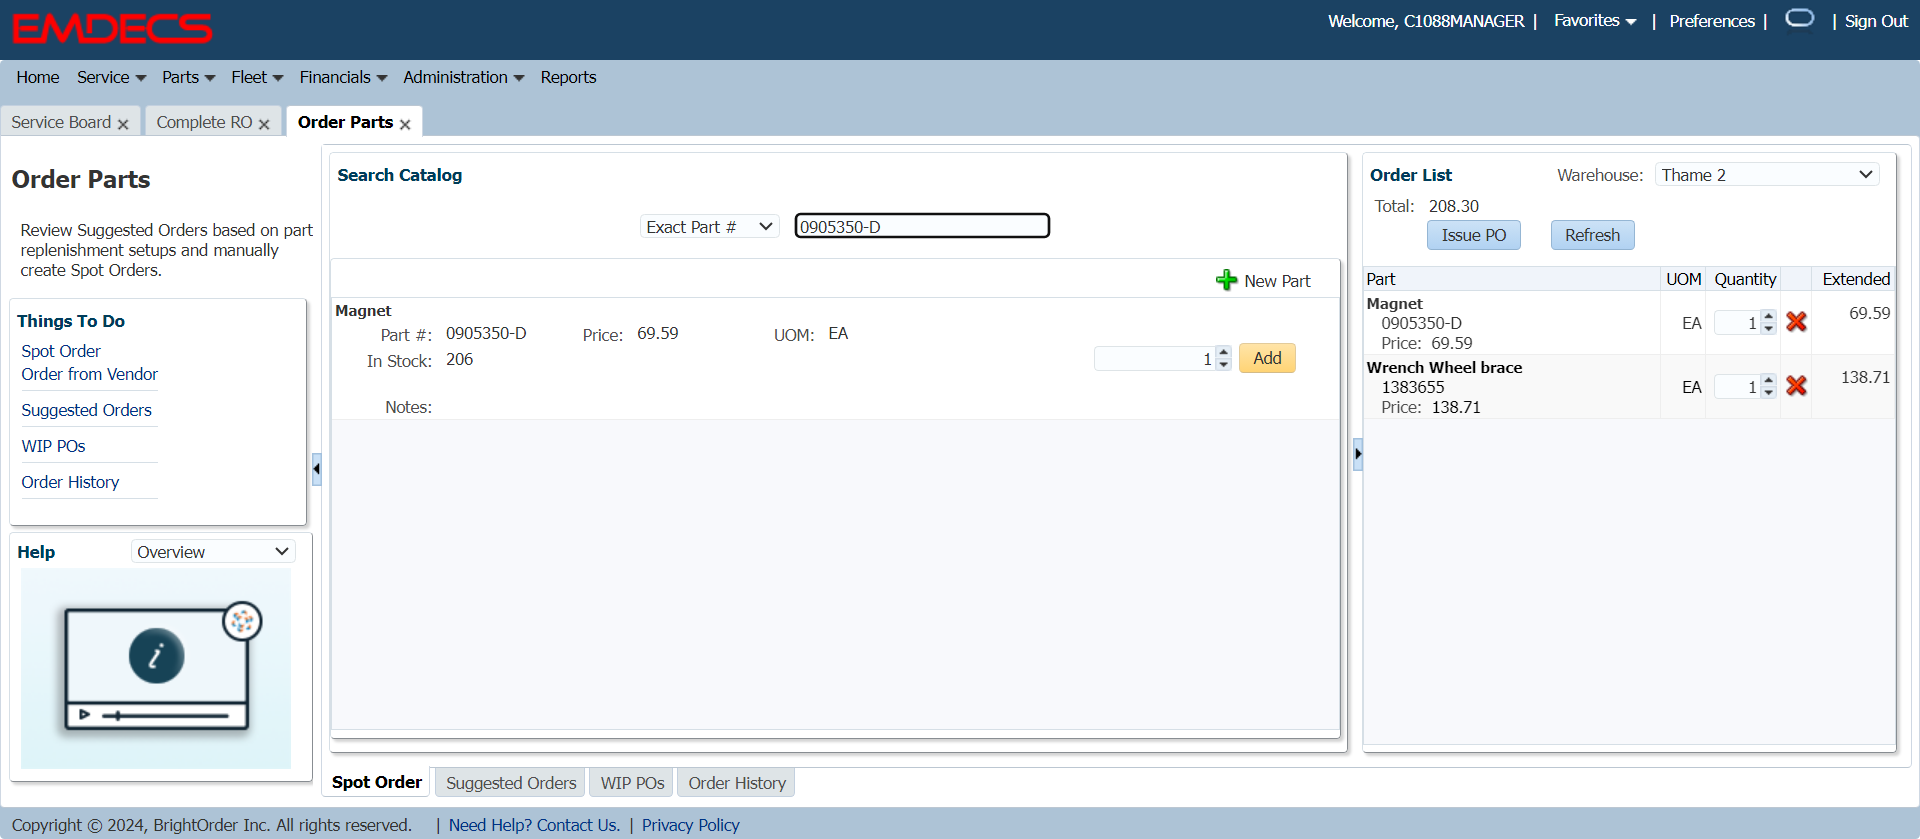 EMDECS
Welcome, C1088MANAGER | Favorites | Preferences | | Sign Out
Home Service Parts Fleet Financials Administration Reports
Service Board Complete RO Order Parts
Order Parts
Review Suggested Orders based on part
replenishment setups and manually
create Spot Orders.
Things To Do
Spot Order
Order from Vendor
Suggested Orders
WIP POs
Order History
Help Overview
i
Search Catalog
Exact Part # 0905350-D
New Part
Magnet
Part #: 0905350-D Price: 69.59 UOM: EA
In Stock: 206 1 Add
Notes:
Order List Warehouse: Thame 2
Total: 208.30
Issue PO Refresh
Part UOM Quantity Extended
Magnet
0905350-D EA 1 69.59
Price: 69.59
Wrench Wheel brace
1383655 EA 1 138.71
Price: 138.71
Spot Order Suggested Orders WIP POs Order History
Copyright © 2024, BrightOrder Inc. All rights reserved. | Need Help? Contact Us. | Privacy Policy